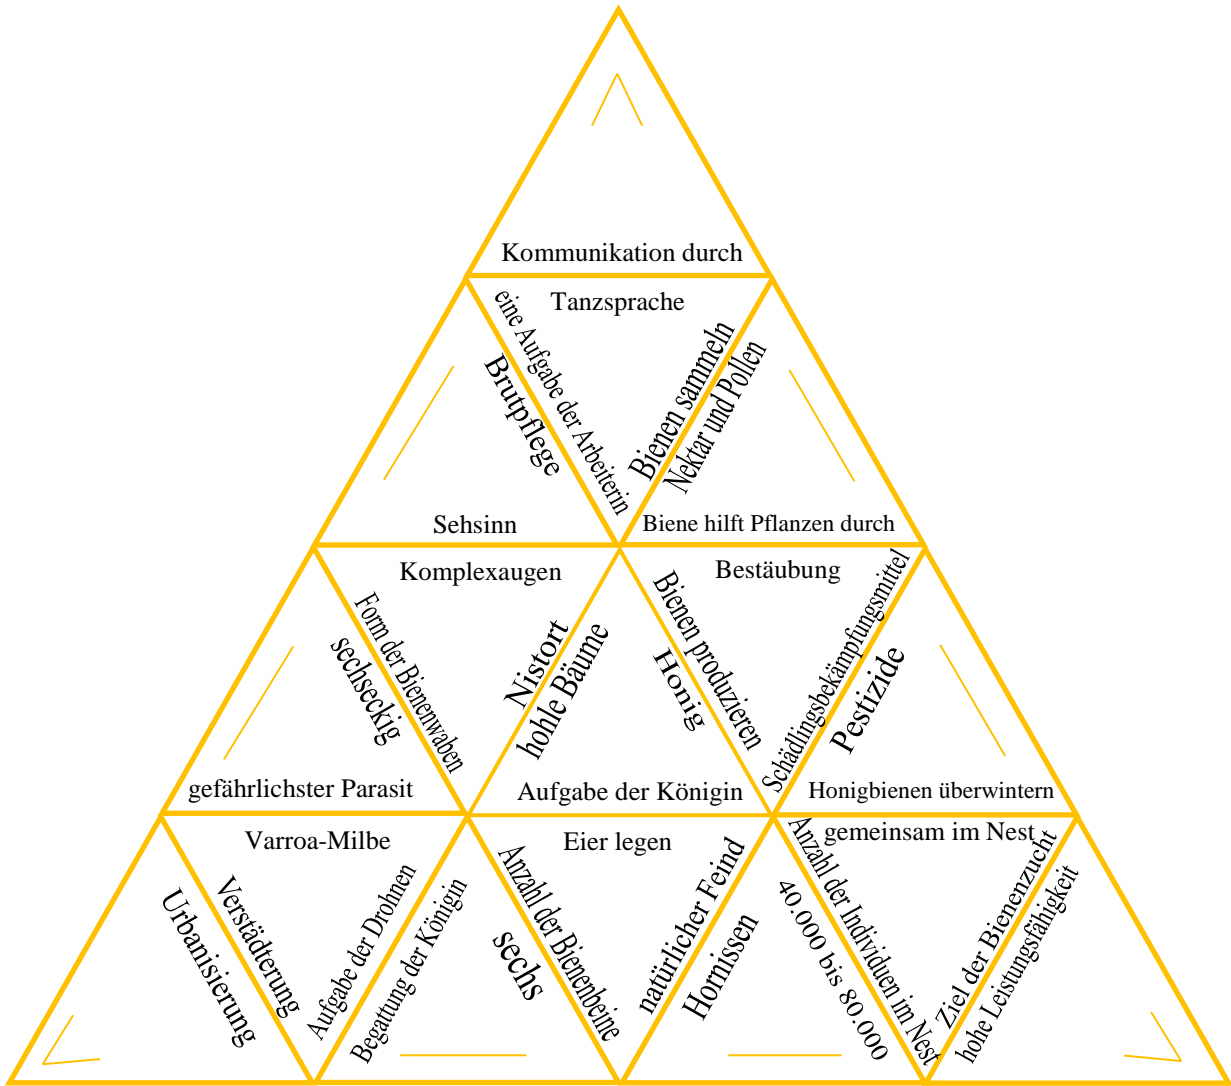 Kommunikation durch
Tanzsprache
eine Aufgabe der Arbeiterin
Brutpflege
Bienen sammeln
Nektar und Pollen
Sehsinn
Biene hilft Pflanzen durch
Komplexaugen
Bestäubung
Form der Bienenwaben
sechseckig
Nistort
hohle Bäume
Bienen produzieren
Honig
Schädlingsbekämpfungsmittel
Pestizide
gefährlichster Parasit
Aufgabe der Königin
Honigbienen überwintern
Varroa-Milbe
Eier legen
gemeinsam im Nest
Verstädterung
Urbanisierung
Aufgabe der Drohnen
Begattung der Königin
Anzahl der Bienenbeine
sechs
natürlicher Feind
Hornissen
Anzahl der Individuen im Nest
40.000 bis 80.000
Ziel der Bienenzucht
hohe Leistungsfähigkeit